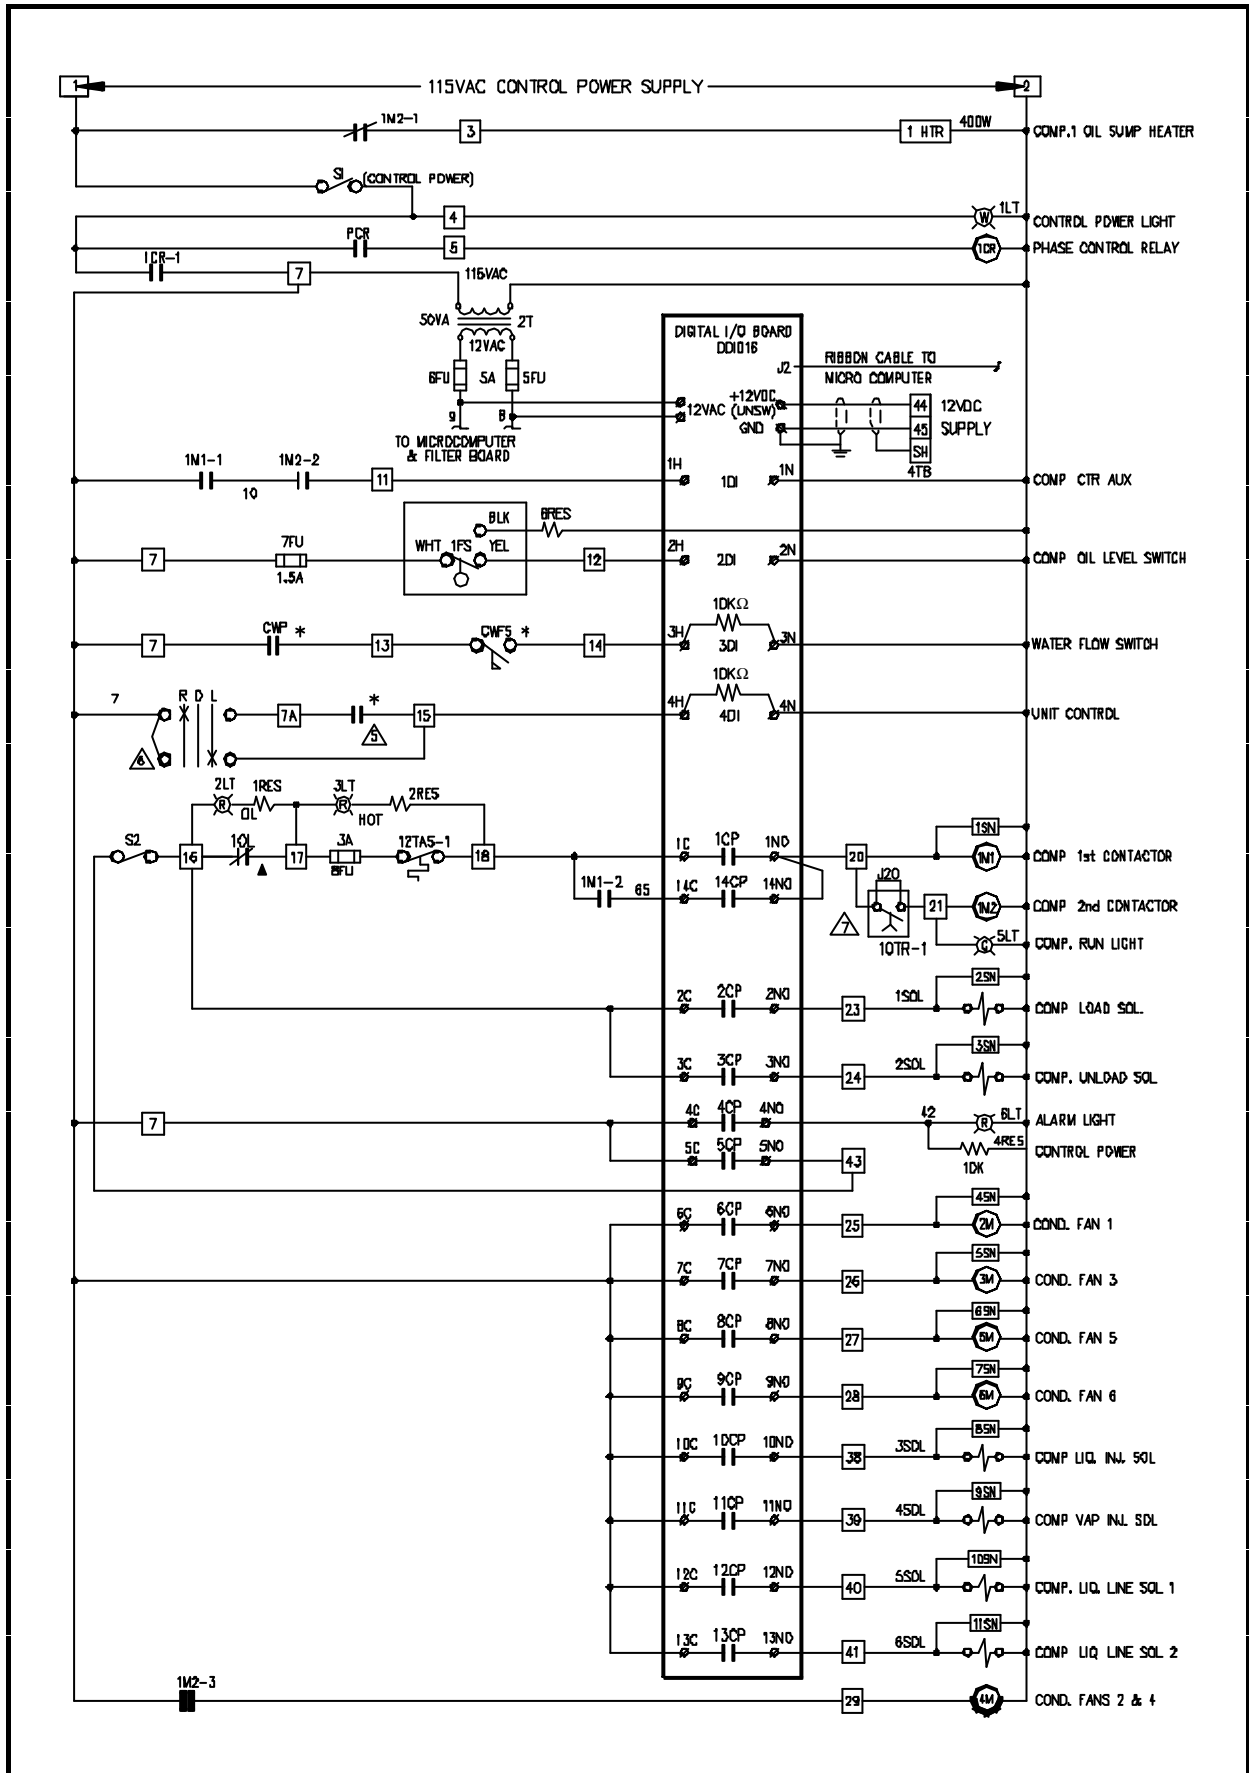 1 115VAC CONTROL POWER SUPPLY 2
1M2-1 3 1 HTR 400W COMP.1 OIL SUMP HEATER
S1 (CONTROL POWER)
4 W 1LT CONTROL POWER LIGHT
PCR 5 1CR PHASE CONTROL RELAY
1CR-1 7 115VAC
50VA 2T
12VAC
6FU 5A 5FU
9 8
TO MICROCOMPUTER
& FILTER BOARD
DIGITAL I/O BOARD
DDIO16
J2 RIBBON CABLE TO
MICRO COMPUTER
+12VDC 44 12VDC
12VAC (UNSW)
GND 45 SUPPLY
SH
4TB
1M1-1 10 1M2-2 11 1H 1DI 1N COMP CTR AUX
BLK 8RES
7 7FU 1.5A WHT 1FS YEL 12 2H 2DI 2N COMP OIL LEVEL SWITCH
10KΩ
7 CWP * 13 CWFS * 14 3H 3DI 3N WATER FLOW SWITCH
10KΩ
7 R O L 7A * 5 15 4H 4DI 4N UNIT CONTROL
6
2LT R 1RES 3LT R 2RES
OL HOT
1SN
S2 16 1OL 17 3A 8FU 12TAS-1 18 1C 1CP 1NO 20 1M1 COMP 1st CONTACTOR
1M1-2 65 14C 14CP 14NO J20 21 1M2 COMP 2nd CONTACTOR
7 10TR-1 G 5LT COMP. RUN LIGHT
2SN
2C 2CP 2NO 23 1SOL COMP LOAD SOL.
3SN
3C 3CP 3NO 24 2SOL COMP. UNLOAD SOL
7 4C 4CP 4NO 42 R 6LT ALARM LIGHT
5C 5CP 5NO 43 4RES 10K CONTROL POWER
4SN
6C 6CP 6NO 25 2M COND. FAN 1
5SN
7C 7CP 7NO 26 3M COND. FAN 3
6SN
8C 8CP 8NO 27 5M COND. FAN 5
7SN
9C 9CP 9NO 28 6M COND. FAN 6
8SN
10C 10CP 10NO 38 3SOL COMP LIQ. INJ. SOL
9SN
11C 11CP 11NO 39 4SOL COMP VAP INJ. SOL
10SN
12C 12CP 12NO 40 5SOL COMP. LIQ. LINE SOL 1
11SN
13C 13CP 13NO 41 6SOL COMP LIQ LINE SOL 2
1M2-3 29 4M COND. FANS 2 & 4